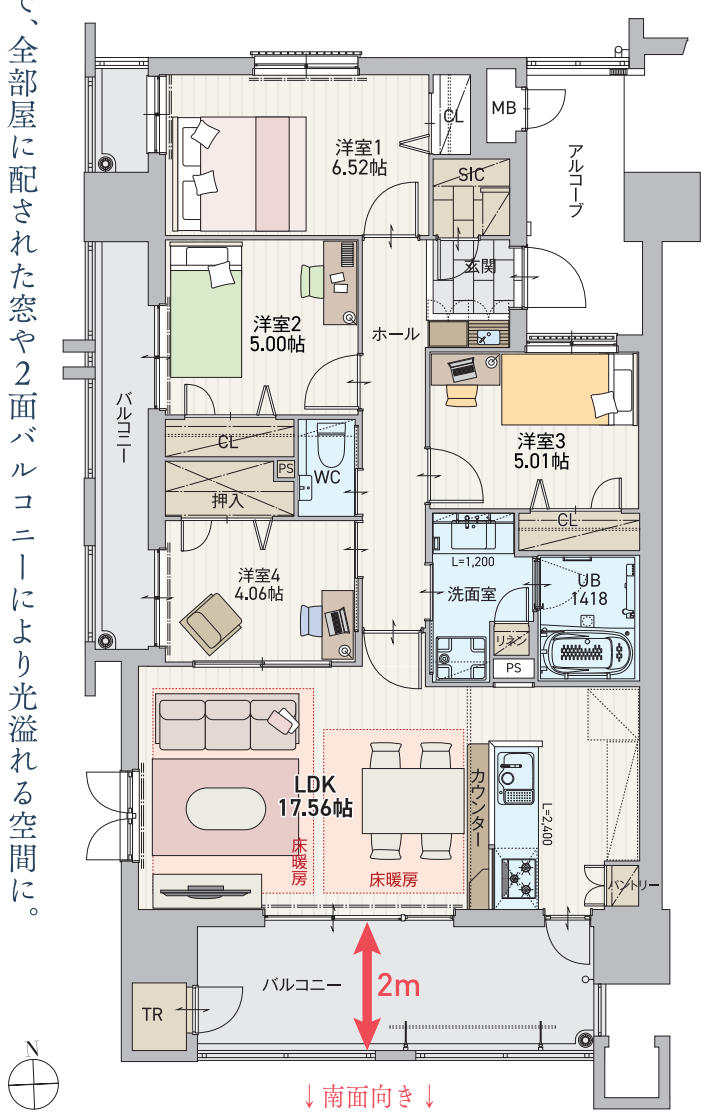 で、全部屋に配された窓や2面バルコニーにより光溢れる空間に。
洋室1
6.52帖
CL
MB
SIC
アルコーブ
玄関
洋室2
5.00帖
ホール
バルコニー
洋室3
5.01帖
CL
PS
WC
押入
CL
洋室4
4.06帖
L=1,200
洗面室
UB
1418
リネン
PS
LDK
17.56帖
カウンター
L=2,400
床暖房
床暖房
パントリー
バルコニー
2m
TR
N
↓南面向き↓